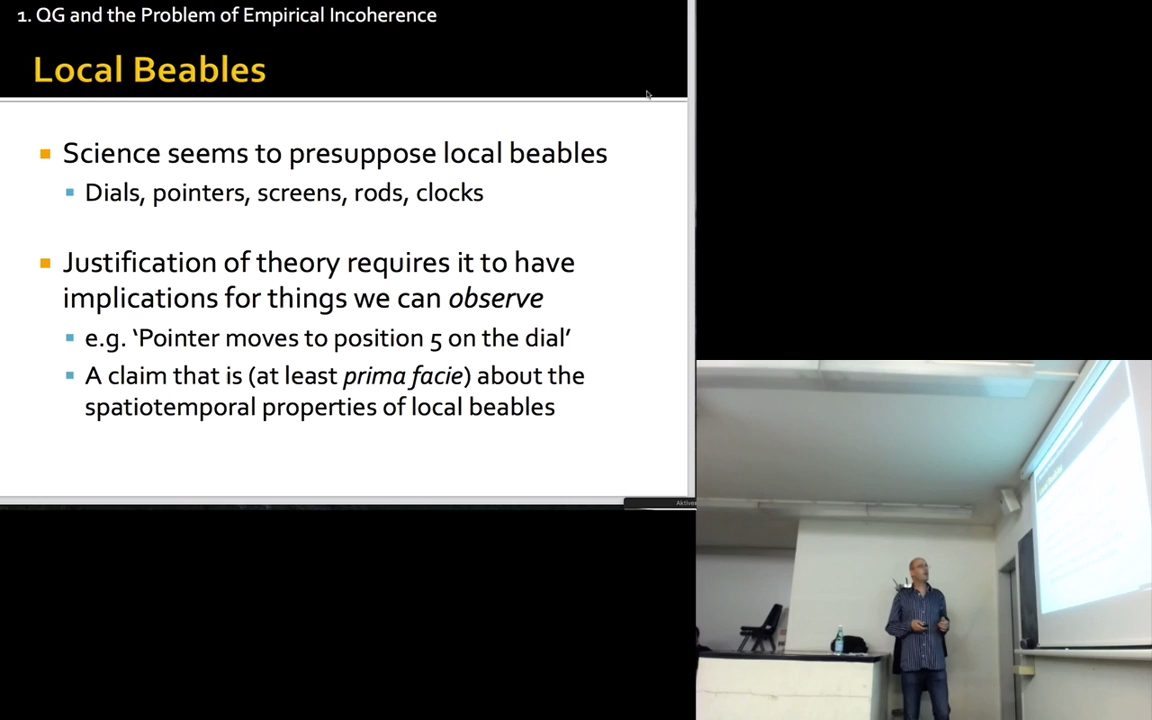 1. QG and the Problem of Empirical Incoherence
Local Beables
Science seems to presuppose local beables
Dials, pointers, screens, rods, clocks
Justification of theory requires it to have
implications for things we can observe
e.g. ‘Pointer moves to position 5 on the dial’
A claim that is (at least prima facie) about the
spatiotemporal properties of local beables